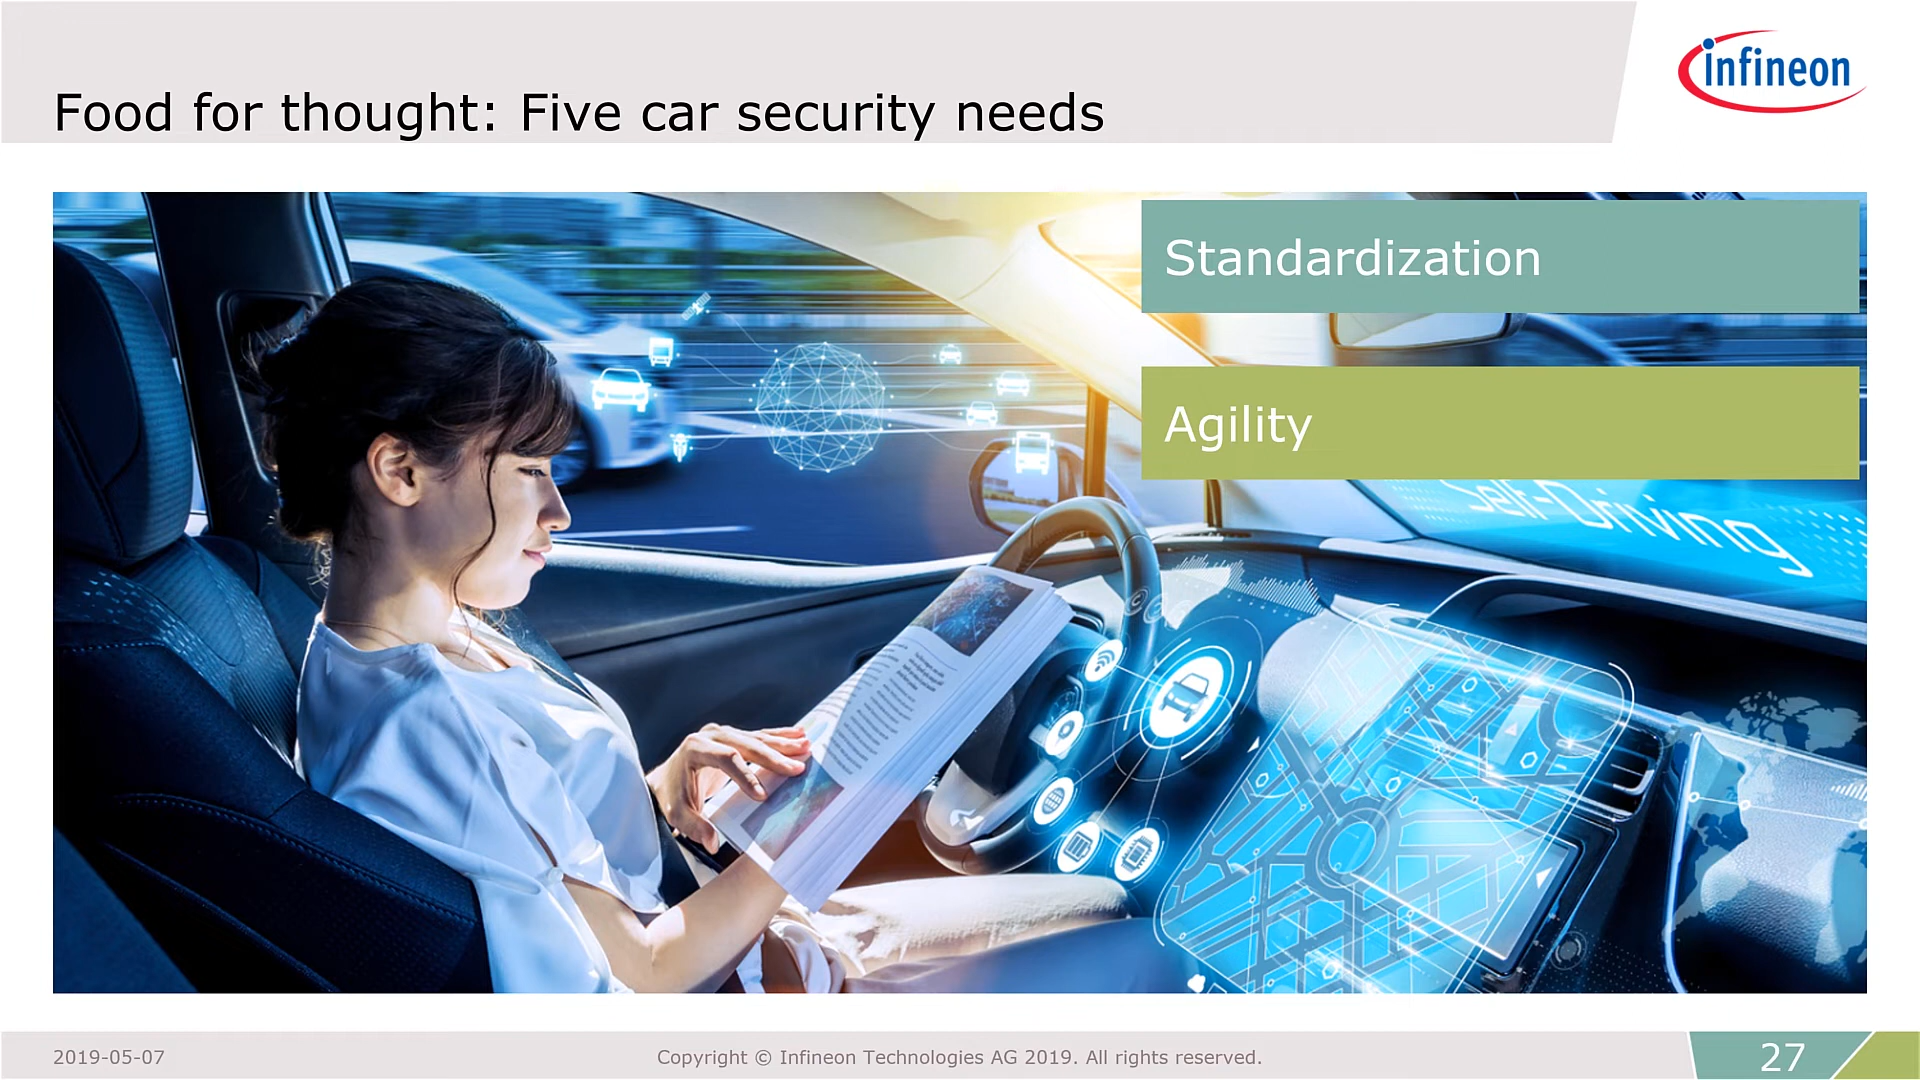 infineon
Food for thought: Five car security needs
Standardization
Agility
Self-Driving
2019-05-07
Copyright © Infineon Technologies AG 2019. All rights reserved.
27